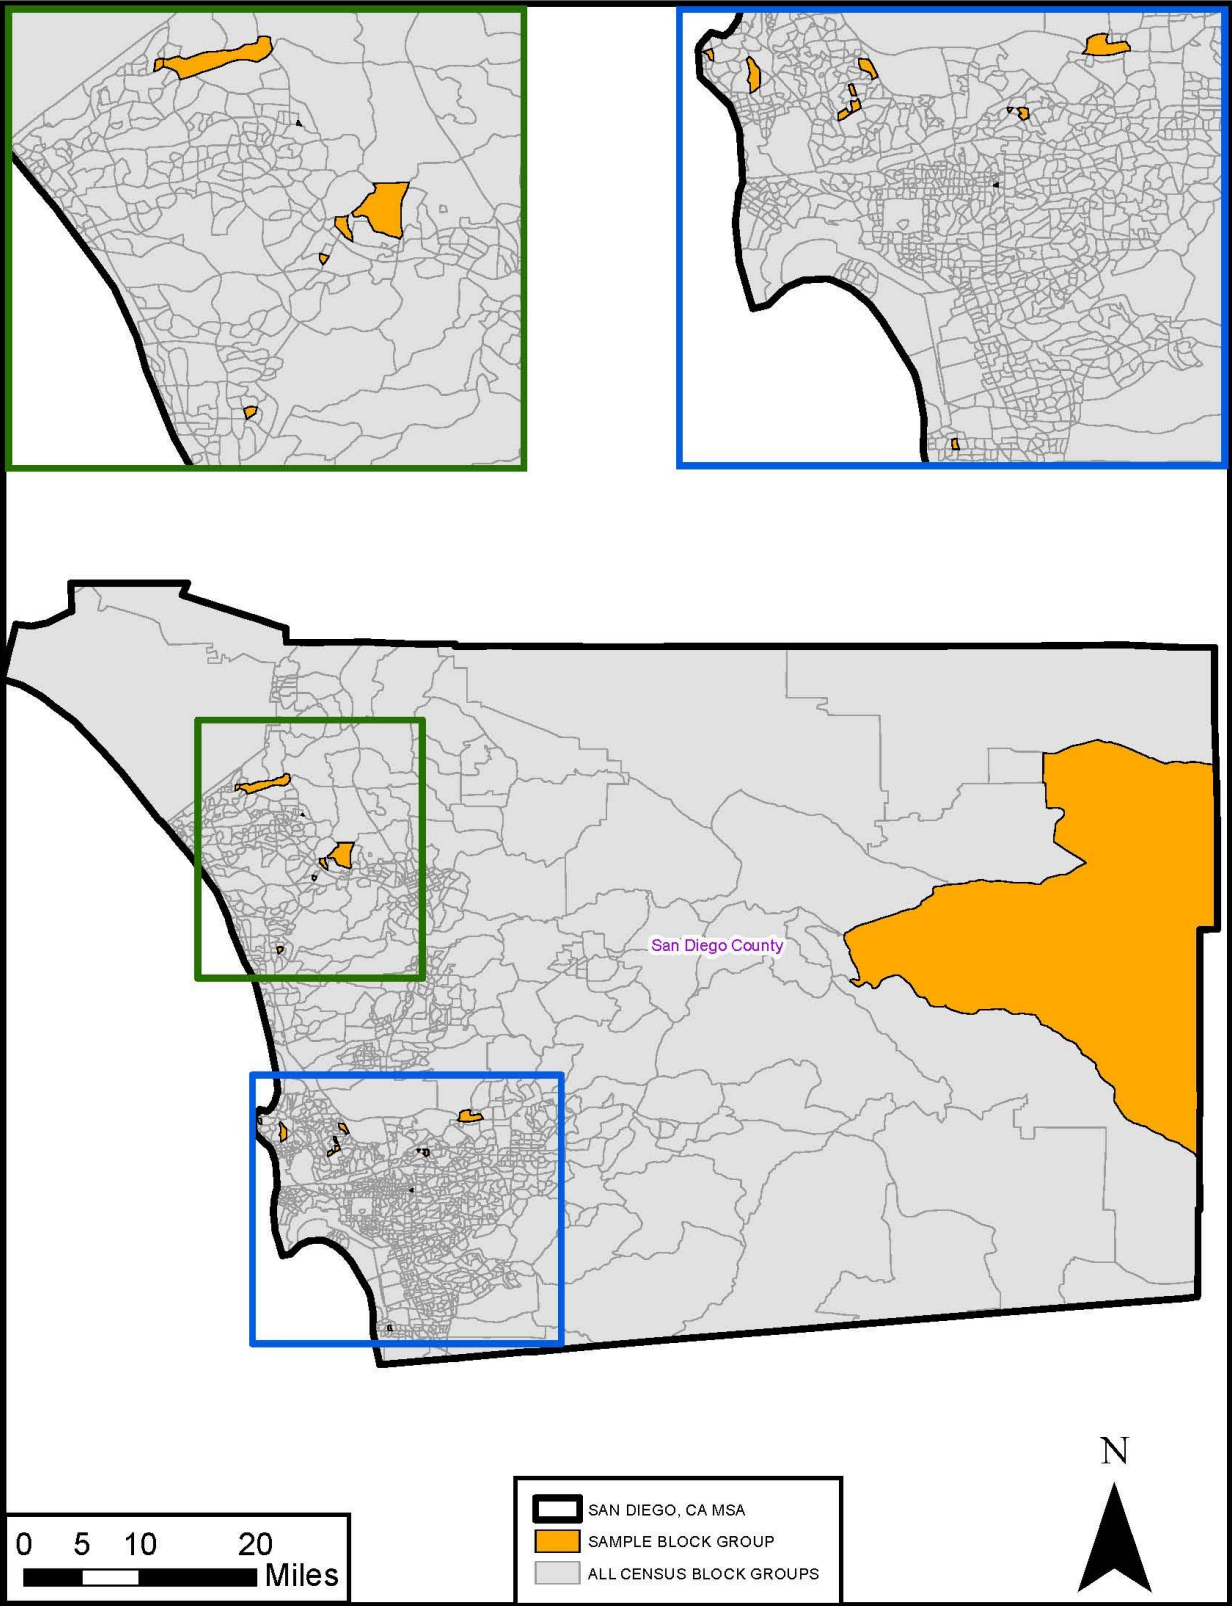 San Diego County
N
SAN DIEGO, CA MSA
SAMPLE BLOCK GROUP
ALL CENSUS BLOCK GROUPS
0 5 10 20
Miles